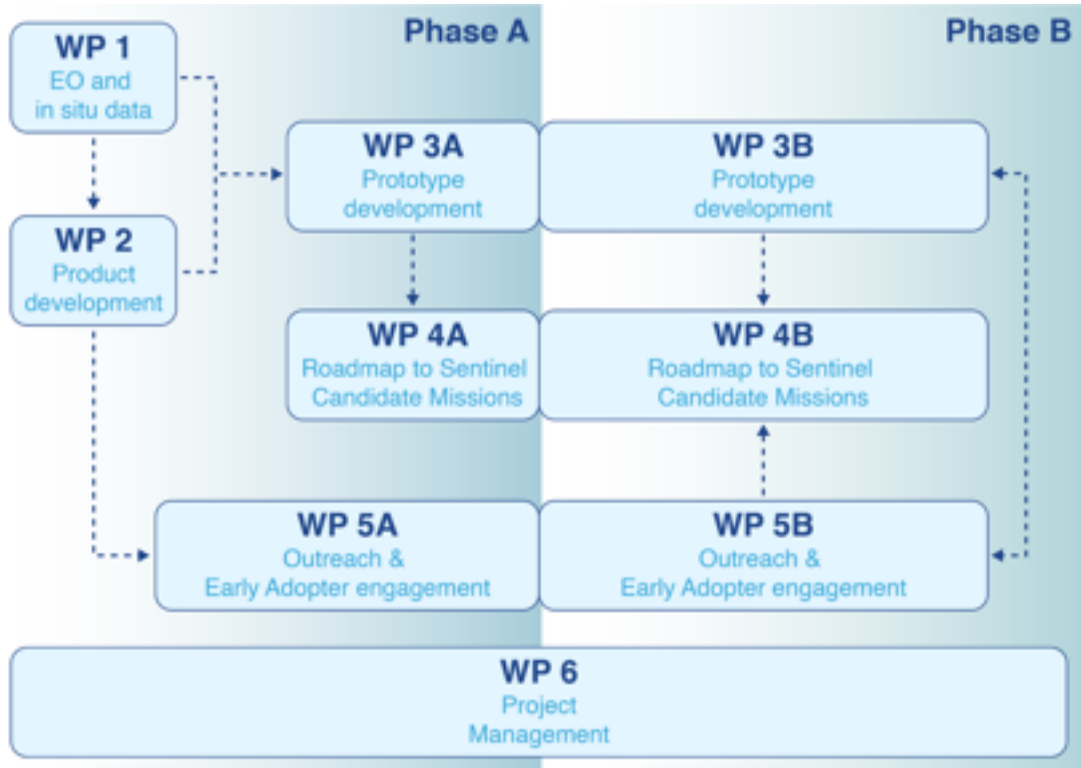 Phase A
Phase B
WP 1
EO and
in situ data
WP 2
Product
development
WP 3A
Prototype
development
WP 3B
Prototype
development
WP 4A
Roadmap to Sentinel
Candidate Missions
WP 4B
Roadmap to Sentinel
Candidate Missions
WP 5A
Outreach &
Early Adopter engagement
WP 5B
Outreach &
Early Adopter engagement
WP 6
Project
Management